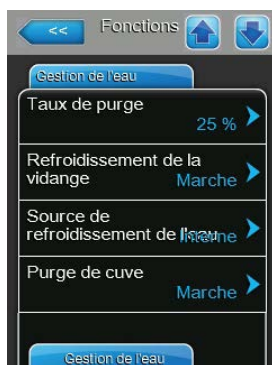 <<
Fonctions
Gestion de l'eau
Taux de purge
25 %
Refroidissement de la
vidange
Marche
Source de
refroidissement de l'eau
Interne
Purge de cuve
Marche
Gestion de l'eau